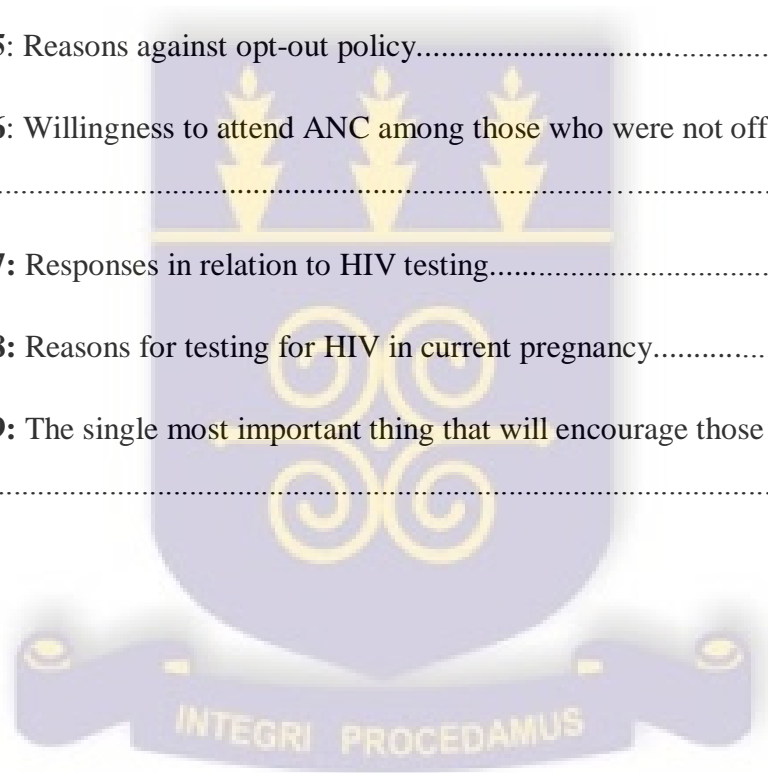 5: Reasons against opt-out policy..........................................
6: Willingness to attend ANC among those who were not off
................................................................................
7: Responses in relation to HIV testing..................................
8: Reasons for testing for HIV in current pregnancy..............
9: The single most important thing that will encourage those
................................................................................
INTEGRI PROCEDAMUS